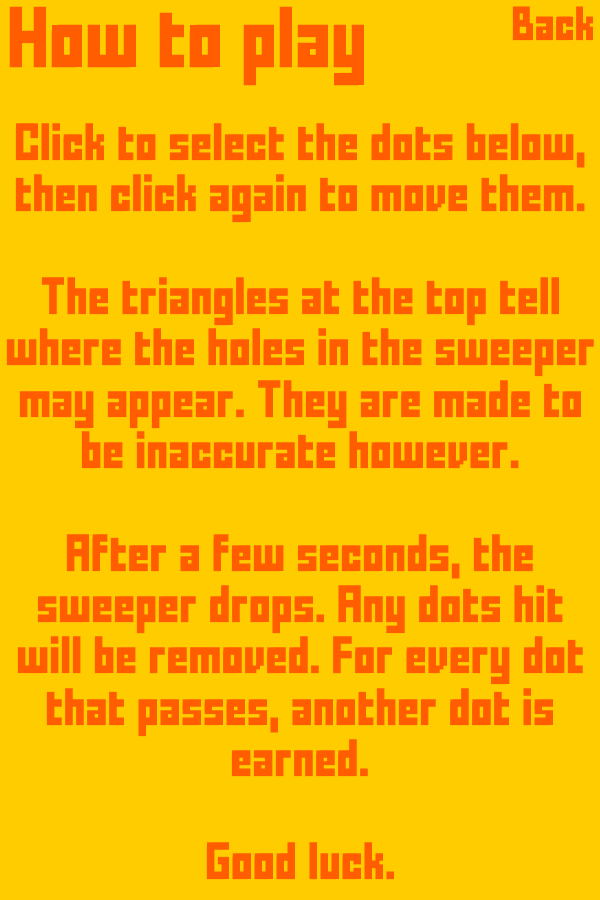 How to play
Back
Click to select the dots below,
then click again to move them.
The triangles at the top tell
where the holes in the sweeper
may appear. They are made to
be inaccurate however.
After a few seconds, the
sweeper drops. Any dots hit
will be removed. For every dot
that passes, another dot is
earned.
Good luck.